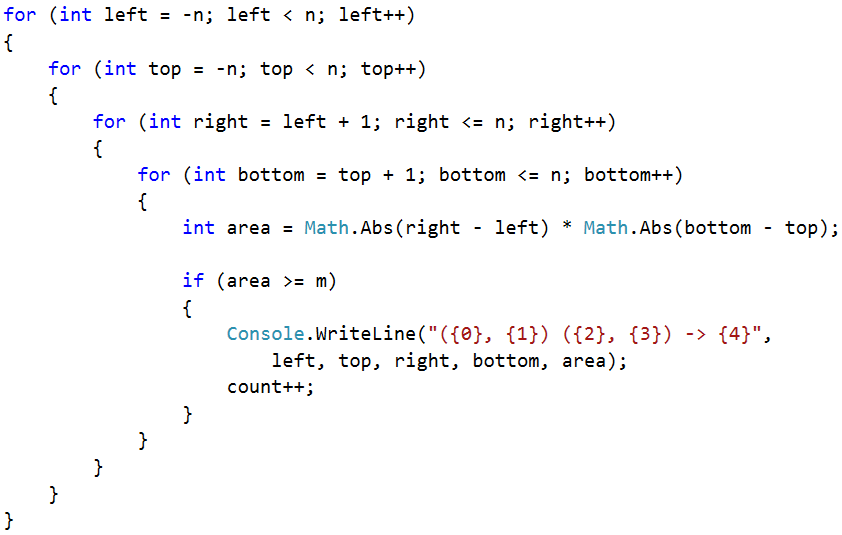 for (int left = -n; left < n; left++)
{
    for (int top = -n; top < n; top++)
    {
        for (int right = left + 1; right <= n; right++)
        {
            for (int bottom = top + 1; bottom <= n; bottom++)
            {
                int area = Math.Abs(right - left) * Math.Abs(bottom - top);

                if (area >= m)
                {
                    Console.WriteLine("({0}, {1}) ({2}, {3}) -> {4}",
                        left, top, right, bottom, area);
                    count++;
                }
            }
        }
    }
}